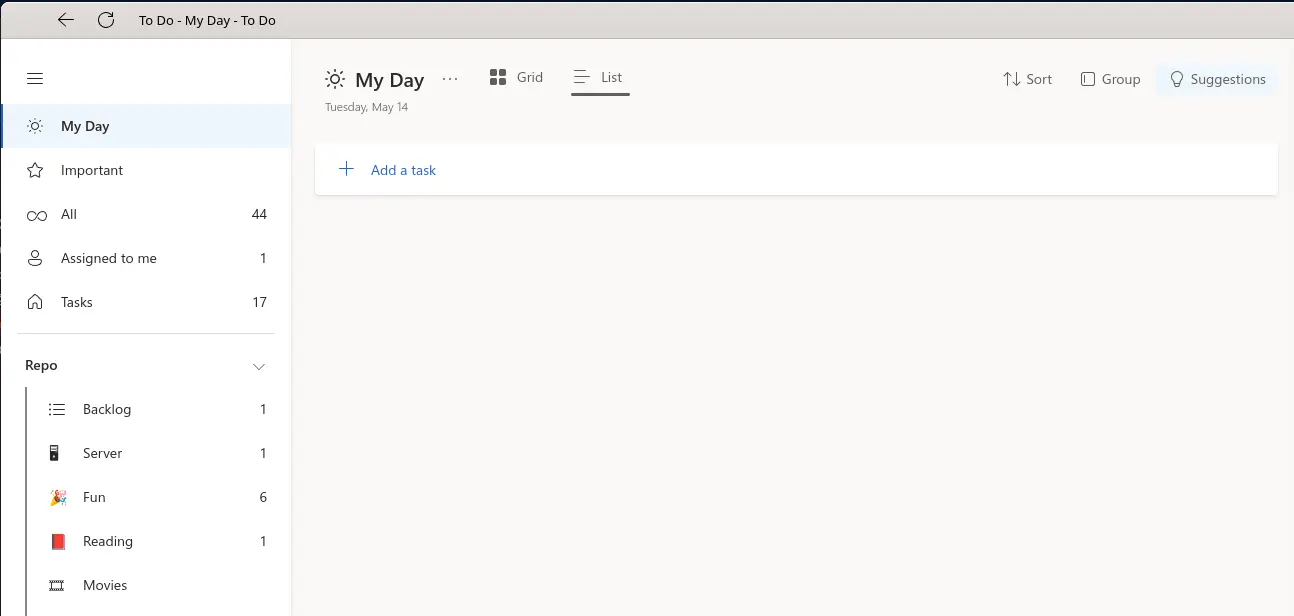 To Do - My Day - To Do
My Day
Important
All 44
Assigned to me 1
Tasks 17
Repo
Backlog 1
Server 1
Fun 6
Reading 1
Movies
My Day ··· Grid List
Tuesday, May 14
Sort Group Suggestions
Add a task